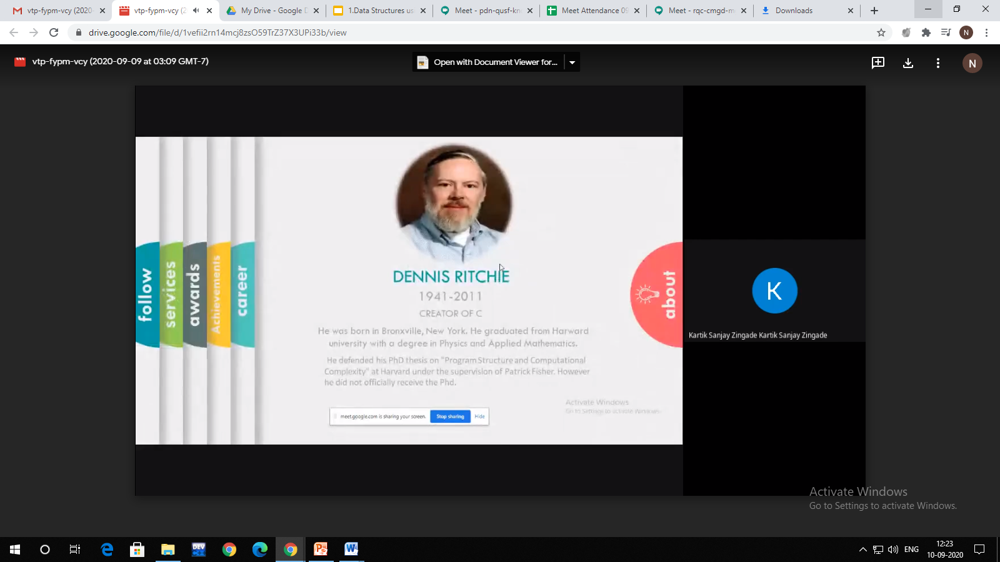 vtp-fypm-vcy (2020-
vtp-fypm-vcy (2
My Drive - Google D
1.Data Structures us
Meet - pdn-qusf-kn
Meet Attendance 09
Meet - rqc-cmgd-m
Downloads
drive.google.com/file/d/1vefii2rn14mcj8zsO59TrZ37X3UPi33b/view
N
vtp-fypm-vcy (2020-09-09 at 03:09 GMT-7)
Open with Document Viewer for...
N
follow
services
awards
Achievements
career
DENNIS RITCHIE
1941-2011
CREATOR OF C
He was born in Bronxville, New York. He graduated from Harward
university with a degree in Physics and Applied Mathematics.
He defended his PhD thesis on "Program Structure and Computational
Complexity" at Harvard under the supervision of Patrick Fisher. However
he did not officially receive the Phd.
about
K
Kartik Sanjay Zingade Kartik Sanjay Zingade
Activate Windows
Go to Settings to activate Windows.
meet.google.com is sharing your screen.
Stop sharing
Hide
Activate Windows
Go to Settings to activate Windows.
DEV
ENG
12:23
10-09-2020